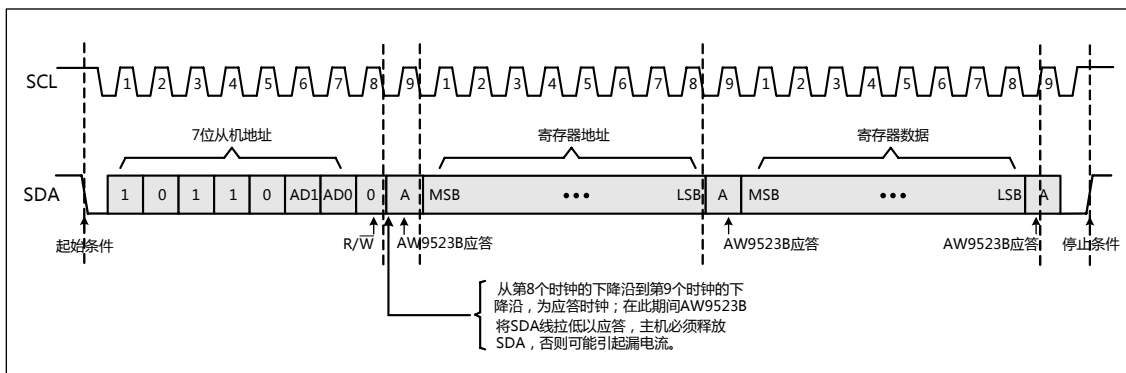 SCL 1 2 3 4 5 6 7 8 9 1 2 3 4 5 6 7 8 9 1 2 3 4 5 6 7 8 9
7位从机地址 寄存器地址 寄存器数据
SDA 1 0 1 1 0 AD1 AD0 0 A MSB ••• LSB A MSB ••• LSB A
起始条件 R/W̅ AW9523B应答 AW9523B应答 AW9523B应答 停止条件
从第8个时钟的下降沿到第9个时钟的下
降沿，为应答时钟；在此期间AW9523B
将SDA线拉低以应答，主机必须释放
SDA，否则可能引起漏电流。